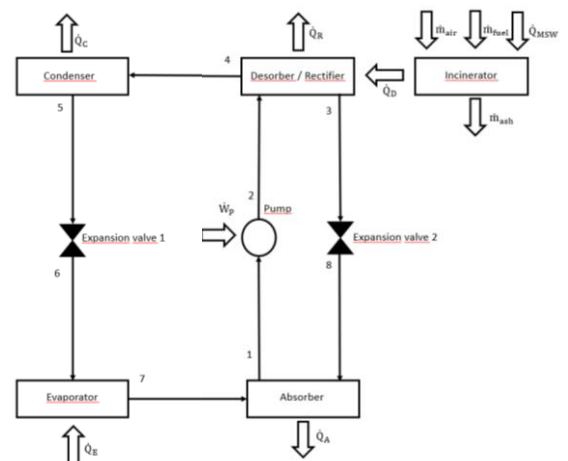 Q̇C
Q̇R
ṁair
ṁfuel
Q̇MSW
4
Condenser
Desorber / Rectifier
Q̇D
Incinerator
5
3
ṁash
2
ẆP
Pump
Expansion valve 1
Expansion valve 2
6
8
1
7
Evaporator
Absorber
Q̇E
Q̇A